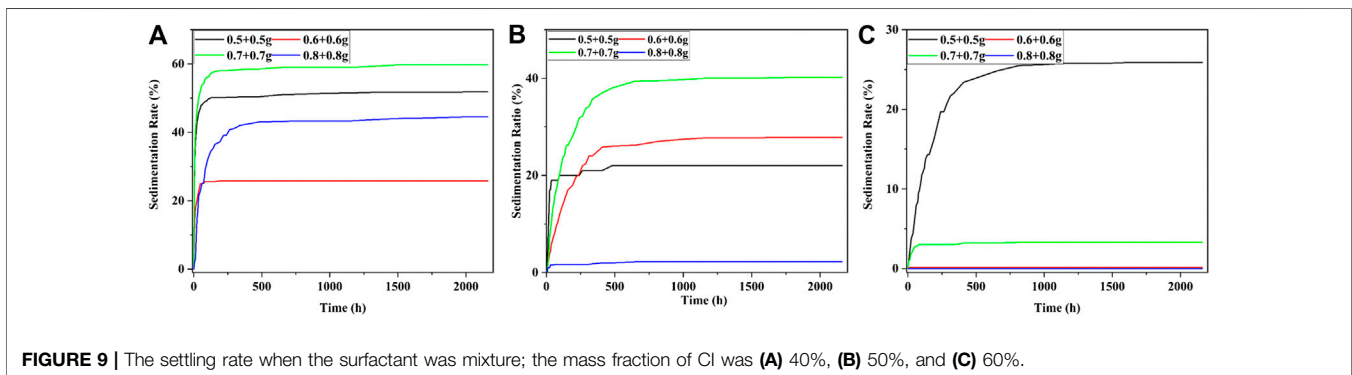 A
0.5+0.5g 0.6+0.6g
0.7+0.7g 0.8+0.8g
60
40
20
0
Sedimentation Rate (%)
0 500 1000 1500 2000
Time (h)
B
0.5+0.5g 0.6+0.6g
0.7+0.7g 0.8+0.8g
40
20
0
Sedimentation Ratio (%)
0 500 1000 1500 2000
Time (h)
C
30
0.5+0.5g 0.6+0.6g
0.7+0.7g 0.8+0.8g
20
10
0
Sedimentation Rate (%)
0 500 1000 1500 2000
Time (h)
FIGURE 9 | The settling rate when the surfactant was mixture; the mass fraction of CI was (A) 40%, (B) 50%, and (C) 60%.